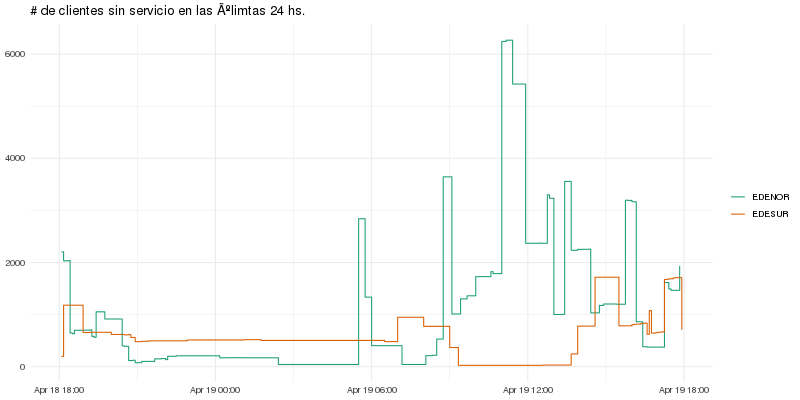 # de clientes sin servicio en las Ãºlimtas 24 hs.
6000
4000
2000
0
Apr 18 18:00
Apr 19 00:00
Apr 19 06:00
Apr 19 12:00
Apr 19 18:00
EDENOR
EDESUR